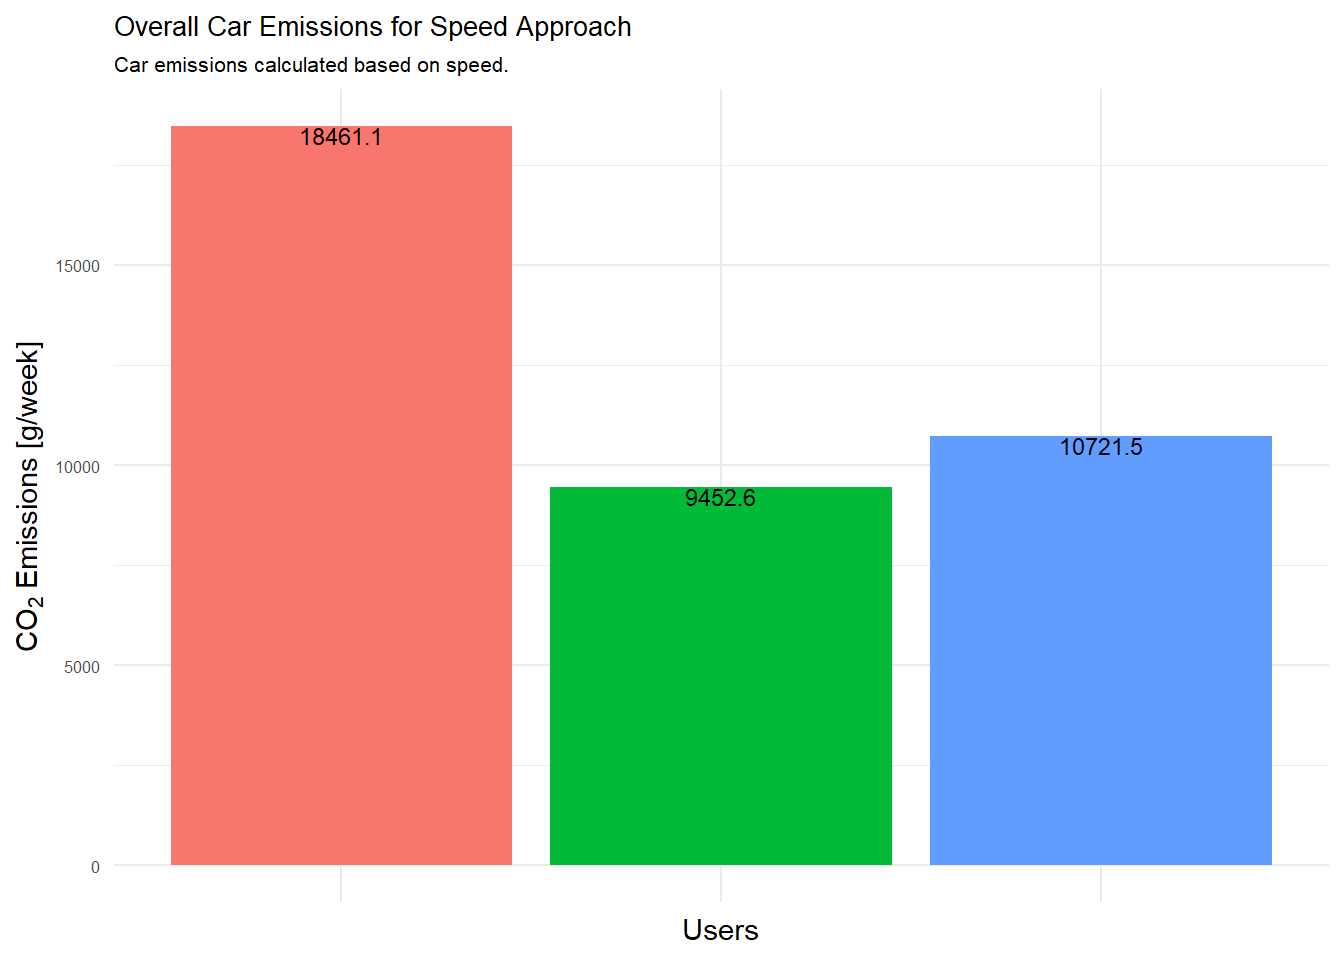 Overall Car Emissions for Speed Approach
Car emissions calculated based on speed.
CO₂ Emissions [g/week]
15000
10000
5000
0
18461.1
9452.6
10721.5
Users